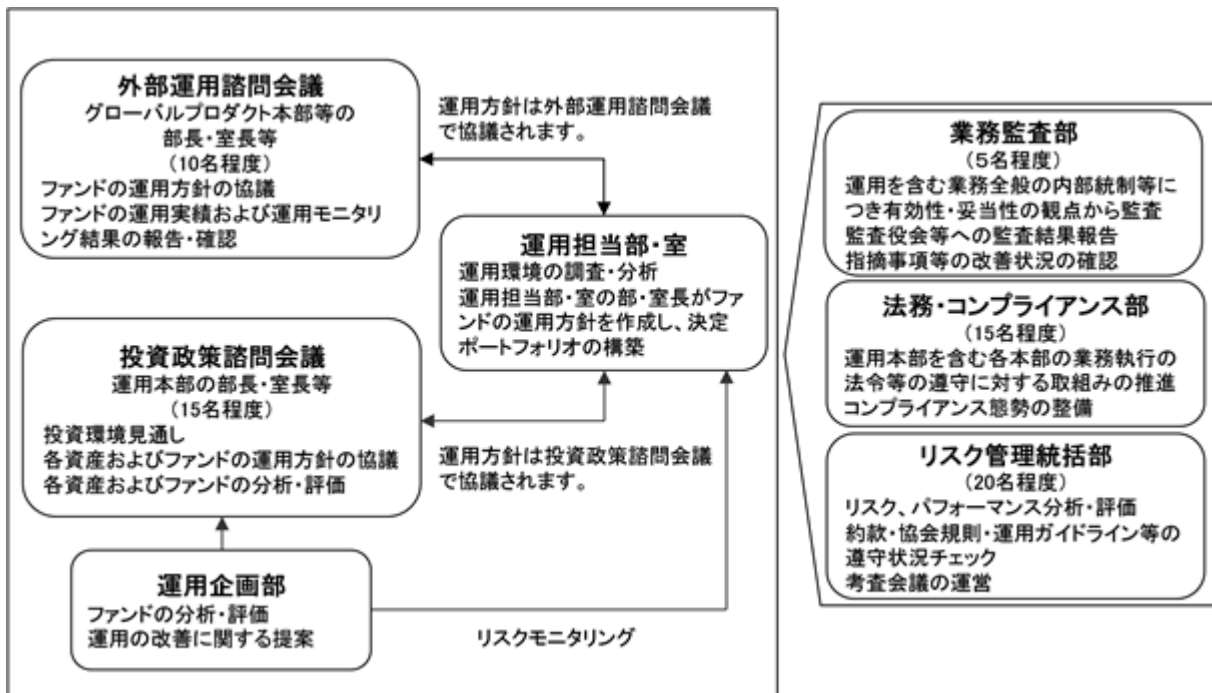 外部運用諮問会議
グローバルプロダクト本部等の
部長・室長等
(10名程度)
ファンドの運用方針の協議
ファンドの運用実績および運用モニタリ
ング結果の報告・確認
運用方針は外部運用諮問会議
で協議されます。
運用担当部・室
運用環境の調査・分析
運用担当部・室の部・室長がファ
ンドの運用方針を作成し、決定
ポートフォリオの構築
投資政策諮問会議
運用本部の部長・室長等
(15名程度)
投資環境見通し
各資産およびファンドの運用方針の協議
各資産およびファンドの分析・評価
運用方針は投資政策諮問会議
で協議されます。
運用企画部
ファンドの分析・評価
運用の改善に関する提案
リスクモニタリング
業務監査部
(5名程度)
運用を含む業務全般の内部統制等に
つき有効性・妥当性の観点から監査
監査役会等への監査結果報告
指摘事項等の改善状況の確認
法務・コンプライアンス部
(15名程度)
運用本部を含む各本部の業務執行の
法令等の遵守に対する取組みの推進
コンプライアンス態勢の整備
リスク管理統括部
(20名程度)
リスク、パフォーマンス分析・評価
約款・協会規則・運用ガイドライン等の
遵守状況チェック
考査会議の運営